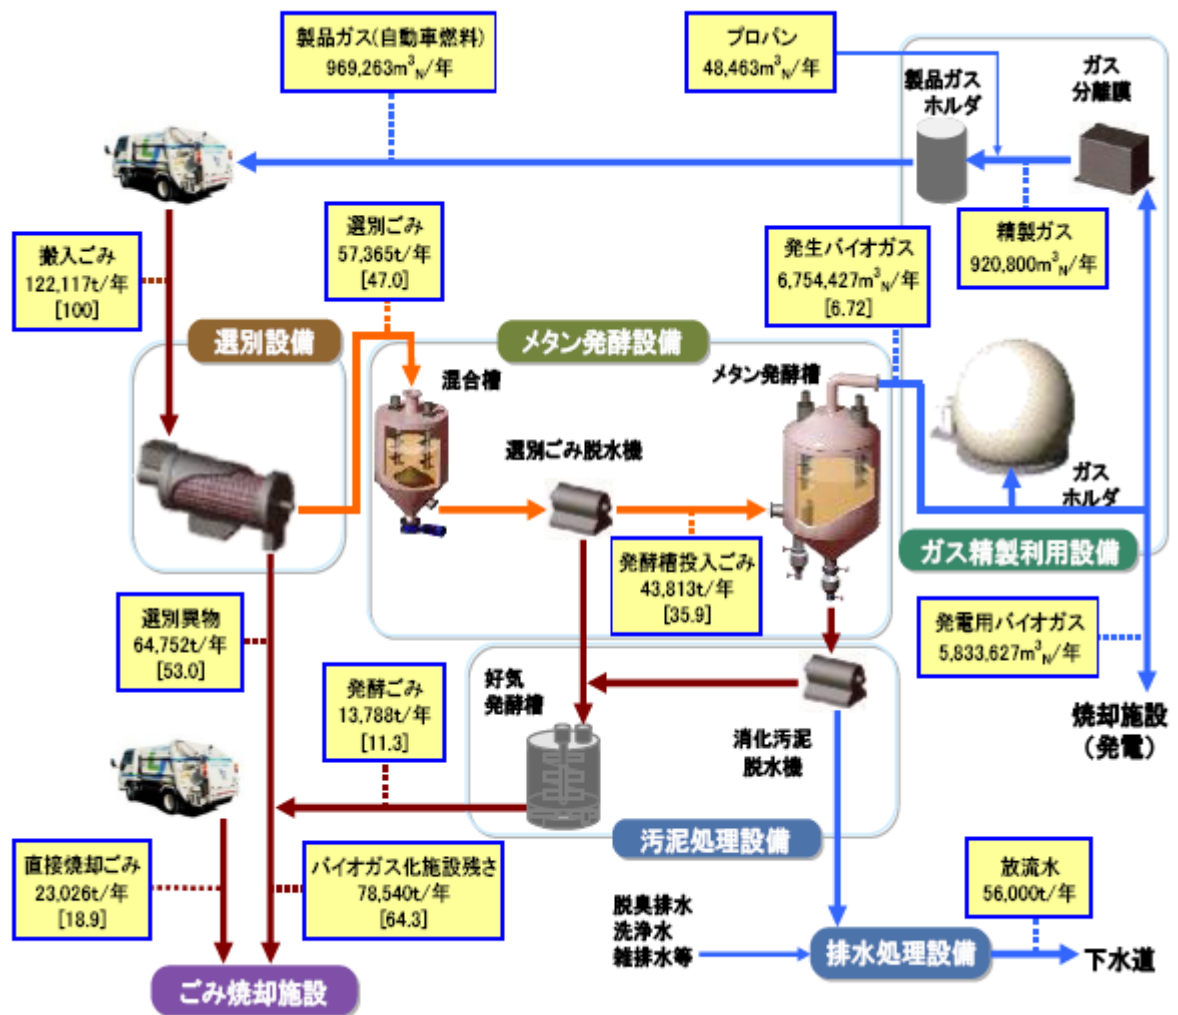 製品ガス(自動車燃料)
969,263m³N/年
プロパン
48,463m³N/年
ガス
分離膜
製品ガス
ホルダ
搬入ごみ
122,117t/年
[100]
選別ごみ
57,365t/年
[47.0]
発生バイオガス
6,754,427m³N/年
[6.72]
精製ガス
920,800m³N/年
選別設備
メタン発酵設備
混合槽
メタン発酵槽
選別ごみ脱水機
ガス
ホルダ
ガス精製利用設備
発酵槽投入ごみ
43,813t/年
[35.9]
選別異物
64,752t/年
[53.0]
発電用バイオガス
5,833,627m³N/年
発酵ごみ
13,788t/年
[11.3]
好気
発酵槽
消化汚泥
脱水機
焼却施設
(発電)
汚泥処理設備
直接焼却ごみ
23,026t/年
[18.9]
バイオガス化施設残さ
78,540t/年
[64.3]
放流水
56,000t/年
脱臭排水
洗浄水
雑排水等
排水処理設備
下水道
ごみ焼却施設